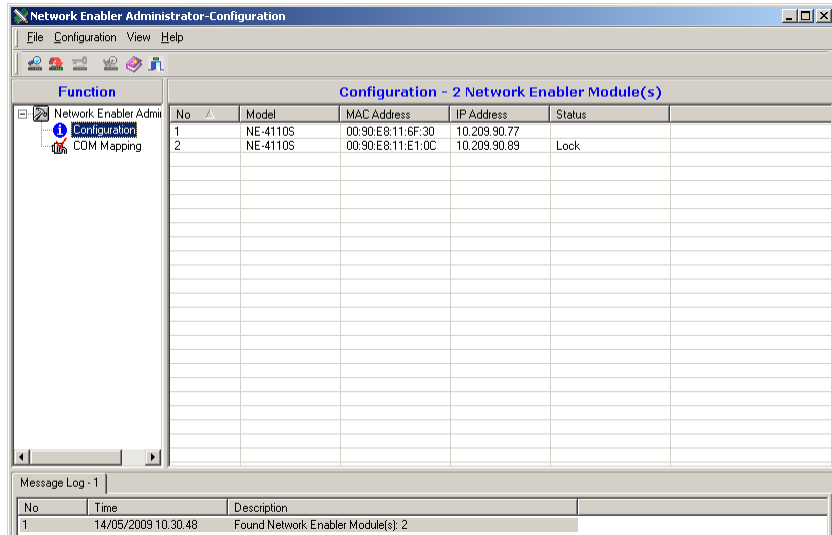 Network Enabler Administrator-Configuration
File Configuration View Help
Function
Configuration - 2 Network Enabler Module(s)
Network Enabler Admi
Configuration
COM Mapping
No Model MAC Address IP Address Status
1 NE-4110S 00:90:E8:11:6F:30 10.209.90.77
2 NE-4110S 00:90:E8:11:E1:0C 10.209.90.89 Lock
Message Log - 1
No Time Description
1 14/05/2009 10.30.48 Found Network Enabler Module(s): 2